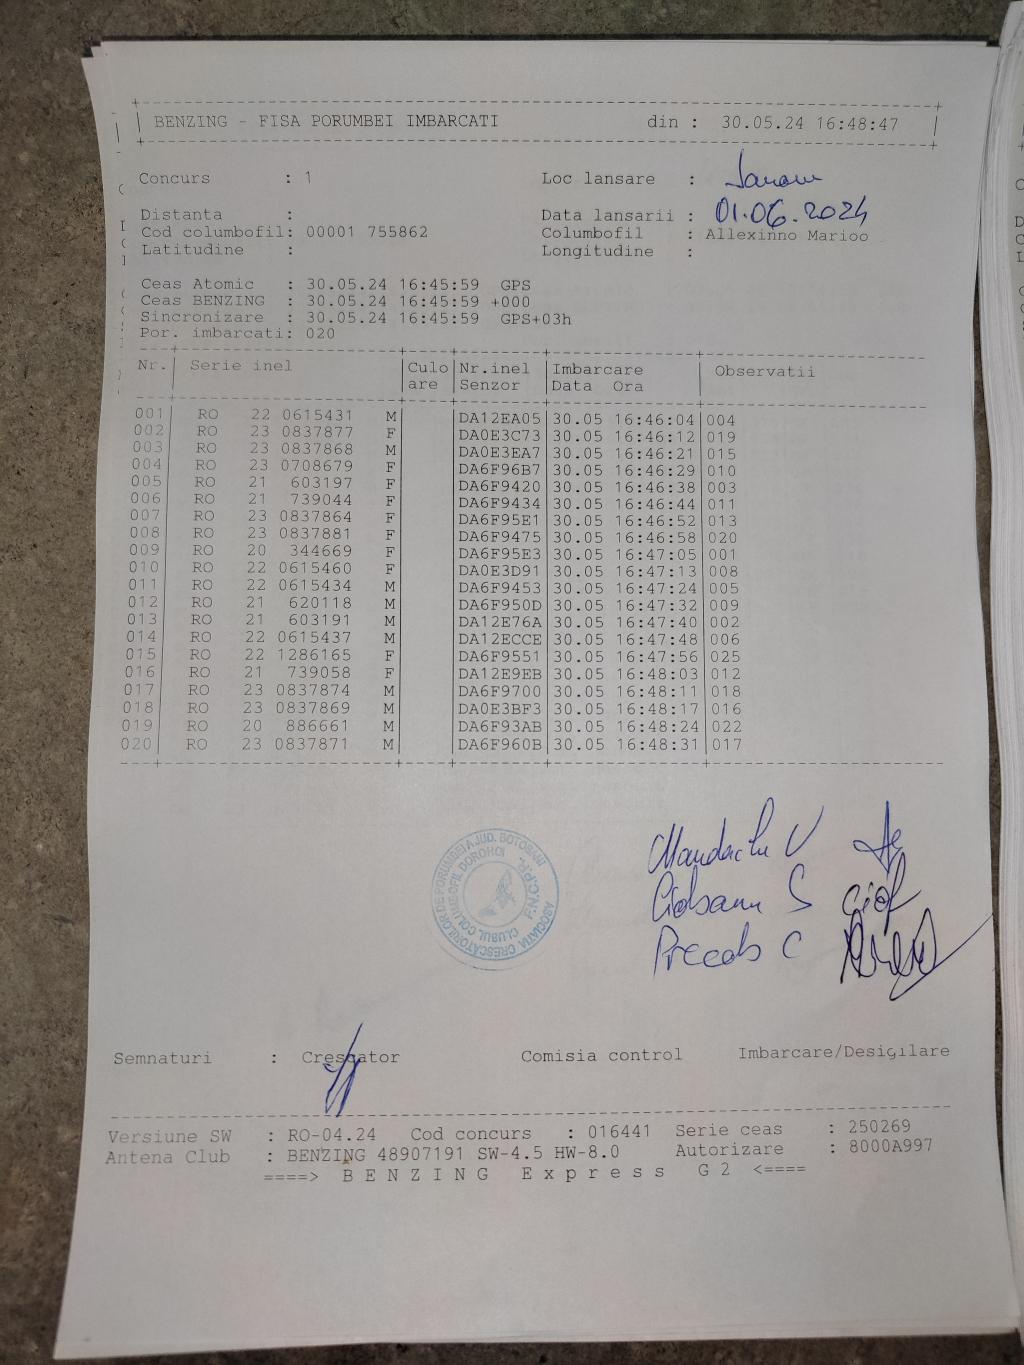 BENZING - FISA PORUMBEI IMBARCATI din : 30.05.24 16:48:47
Concurs : 1 Loc lansare :
Distanta : Data lansarii : 01.06.2024
Cod columbofil: 00001 755862 Columbofil : Allexinno Marioo
Latitudine : Longitudine :
Ceas Atomic : 30.05.24 16:45:59 GPS
Ceas BENZING : 30.05.24 16:45:59 +000
Sincronizare : 30.05.24 16:45:59 GPS+03h
Por. imbarcati: 020
Nr. Serie inel Culo Nr.inel Imbarcare Observatii
are Senzor Data Ora
001 RO 22 0615431 M DA12EA05 30.05 16:46:04 004
002 RO 23 0837877 F DA0E3C73 30.05 16:46:12 019
003 RO 23 0837868 M DA0E3EA7 30.05 16:46:21 015
004 RO 23 0708679 F DA6F96B7 30.05 16:46:29 010
005 RO 21 603197 F DA6F9420 30.05 16:46:38 003
006 RO 21 739044 F DA6F9434 30.05 16:46:44 011
007 RO 23 0837864 F DA6F95E1 30.05 16:46:52 013
008 RO 23 0837881 F DA6F9475 30.05 16:46:58 020
009 RO 20 344669 F DA6F95E3 30.05 16:47:05 001
010 RO 22 0615460 F DA0E3D91 30.05 16:47:13 008
011 RO 22 0615434 M DA6F9453 30.05 16:47:24 005
012 RO 21 620118 M DA6F950D 30.05 16:47:32 009
013 RO 21 603191 M DA12E76A 30.05 16:47:40 002
014 RO 22 0615437 M DA12ECCE 30.05 16:47:48 006
015 RO 22 1286165 F DA6F9551 30.05 16:47:56 025
016 RO 21 739058 F DA12E9EB 30.05 16:48:03 012
017 RO 23 0837874 M DA6F9700 30.05 16:48:11 018
018 RO 23 0837869 M DA0E3BF3 30.05 16:48:17 016
019 RO 20 886661 M DA6F93AB 30.05 16:48:24 022
020 RO 23 0837871 M DA6F960B 30.05 16:48:31 017
ASOCIATIA CRESCATORILOR DE PORUMBEI A JUD. BOTOSANI
CLUBUL COLUMBOFIL DOROHOI F.N.C.P.R.
Semnaturi : Crescator Comisia control Imbarcare/Desigilare
Versiune SW : RO-04.24 Cod concurs : 016441 Serie ceas : 250269
Antena Club : BENZING 48907191 SW-4.5 HW-8.0 Autorizare : 8000A997
====> B E N Z I N G E x p r e s s G 2 <====